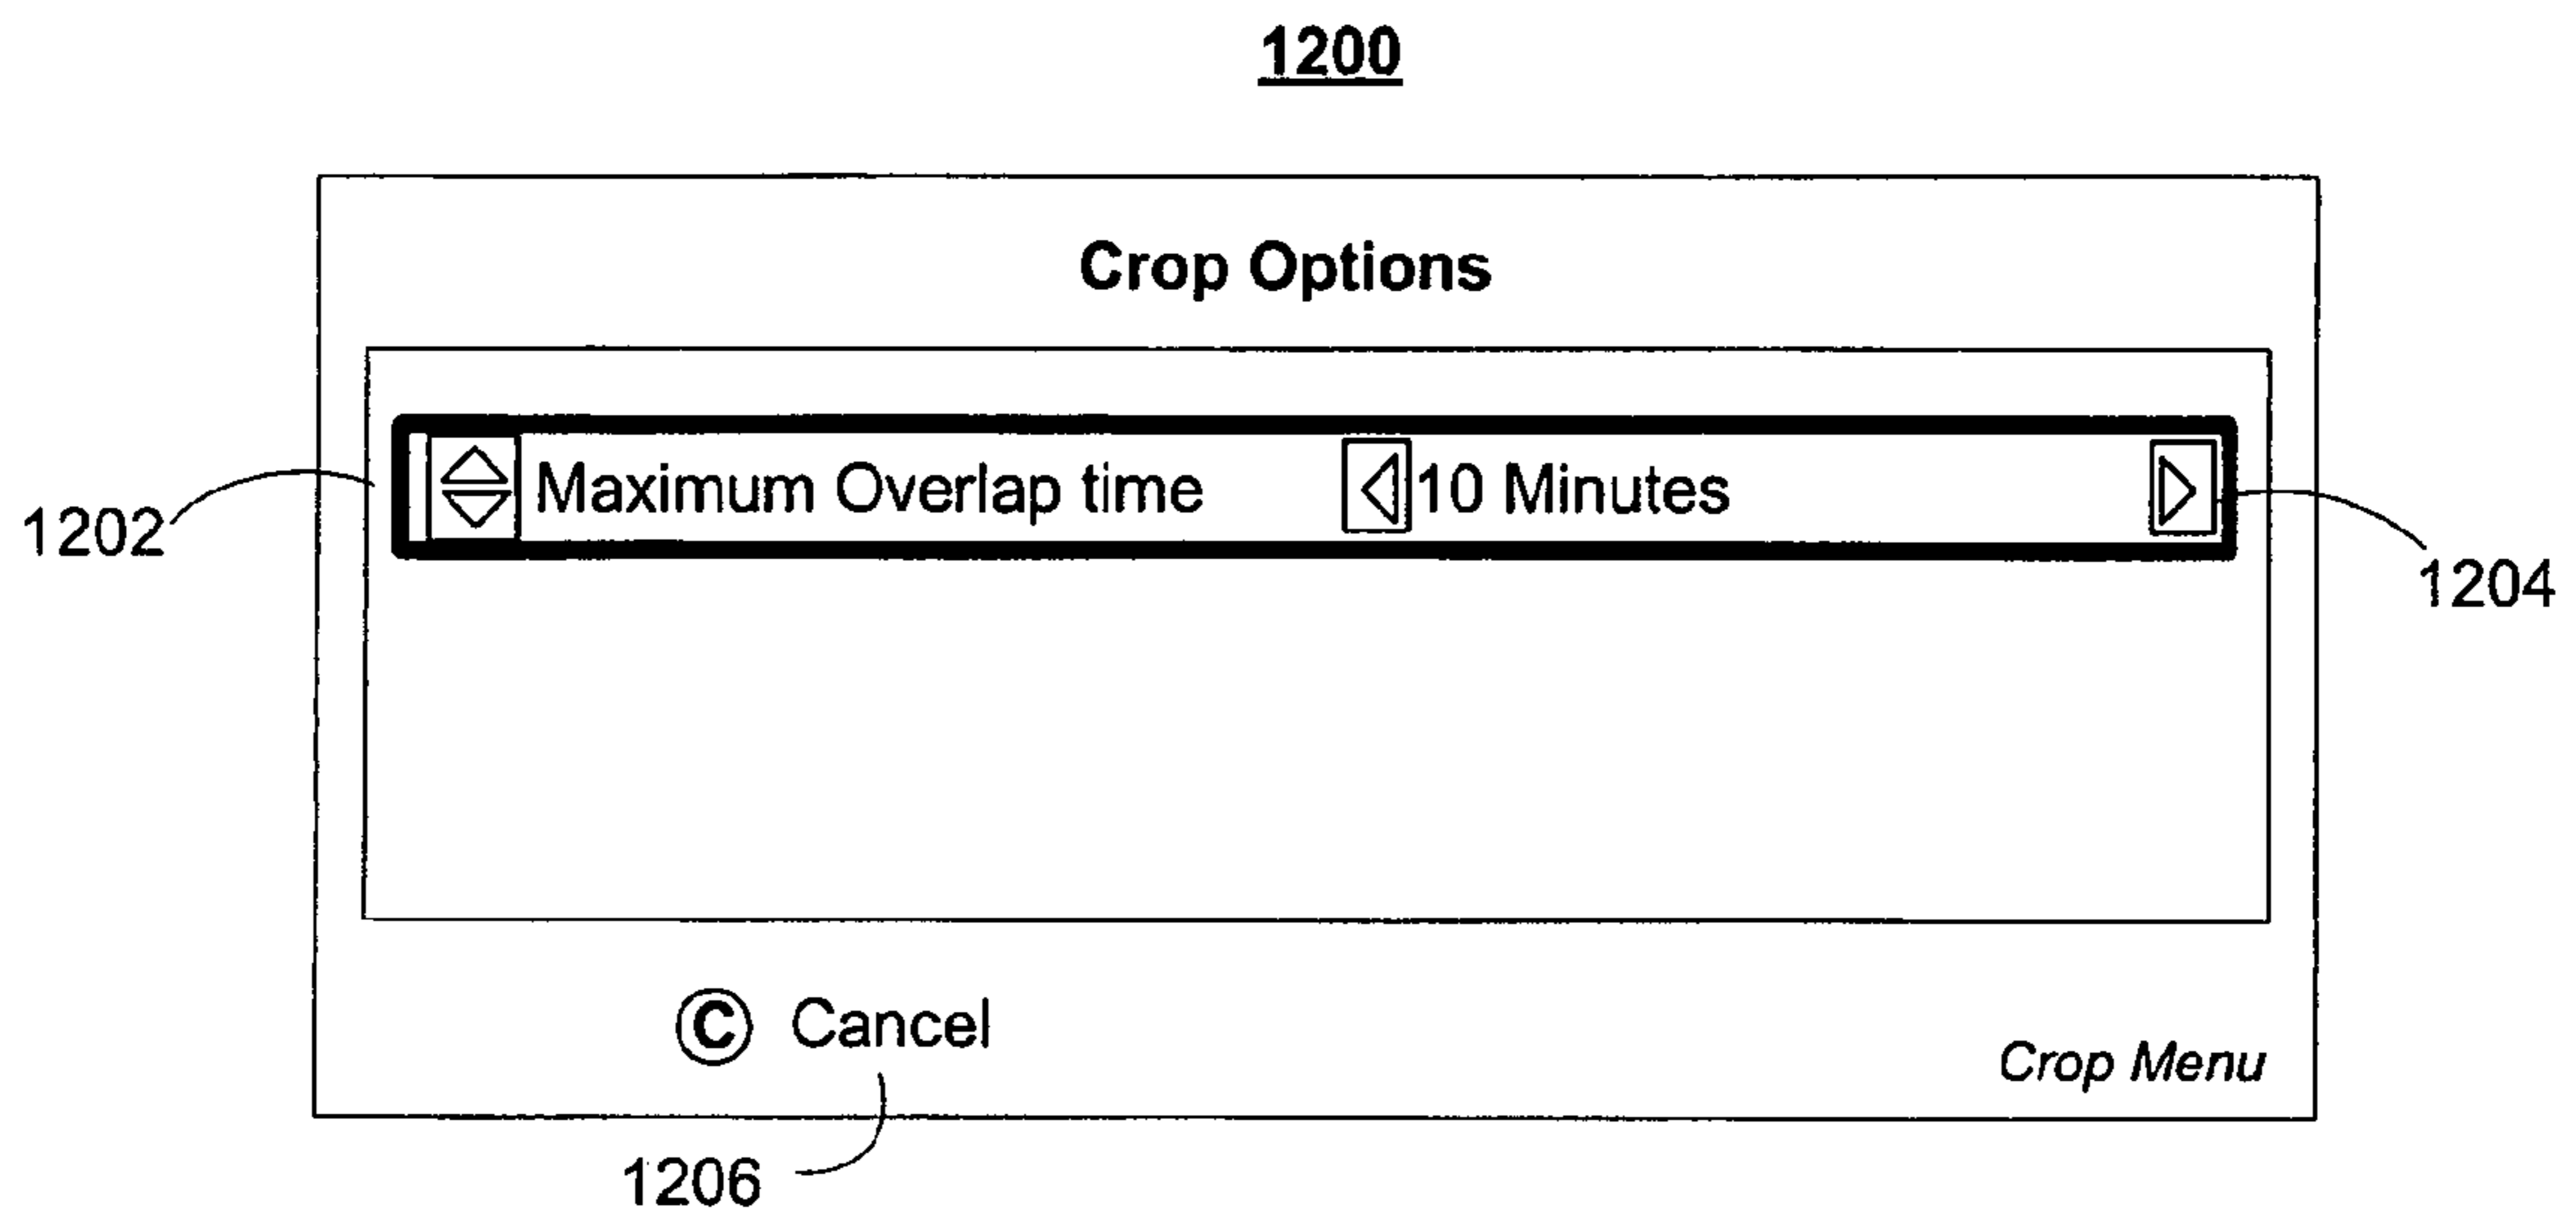 1200
Crop Options
Maximum Overlap time 10 Minutes
1202
1204
C Cancel
Crop Menu
1206